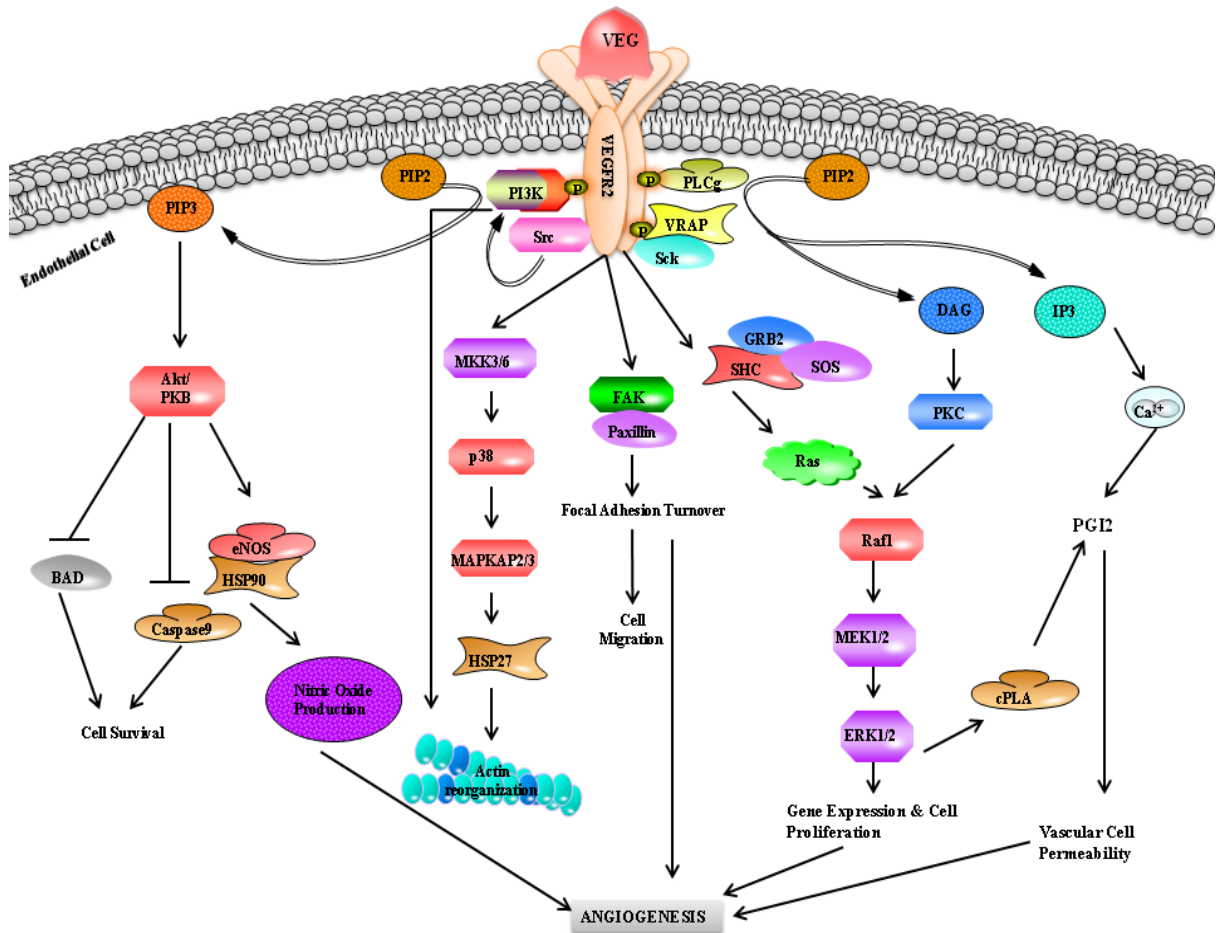 VEG
VEGFR2
PIP2
PI3K
P
P
PLCg
PIP2
PIP3
Src
P
VRAP
Sck
Endothelial Cell
DAG
IP3
GRB2
SHC
SOS
MKK3/6
Akt/
PKB
FAK
Paxillin
PKC
Ca²⁺
p38
Ras
Focal Adhesion Turnover
PGI2
Raf1
eNOS
HSP90
BAD
MAPKAP2/3
Caspase9
Cell
Migration
MEK1/2
HSP27
Nitric Oxide
Production
cPLA
Cell Survival
ERK1/2
Actin
reorganization
Gene Expression & Cell
Proliferation
Vascular Cell
Permeability
ANGIOGENESIS